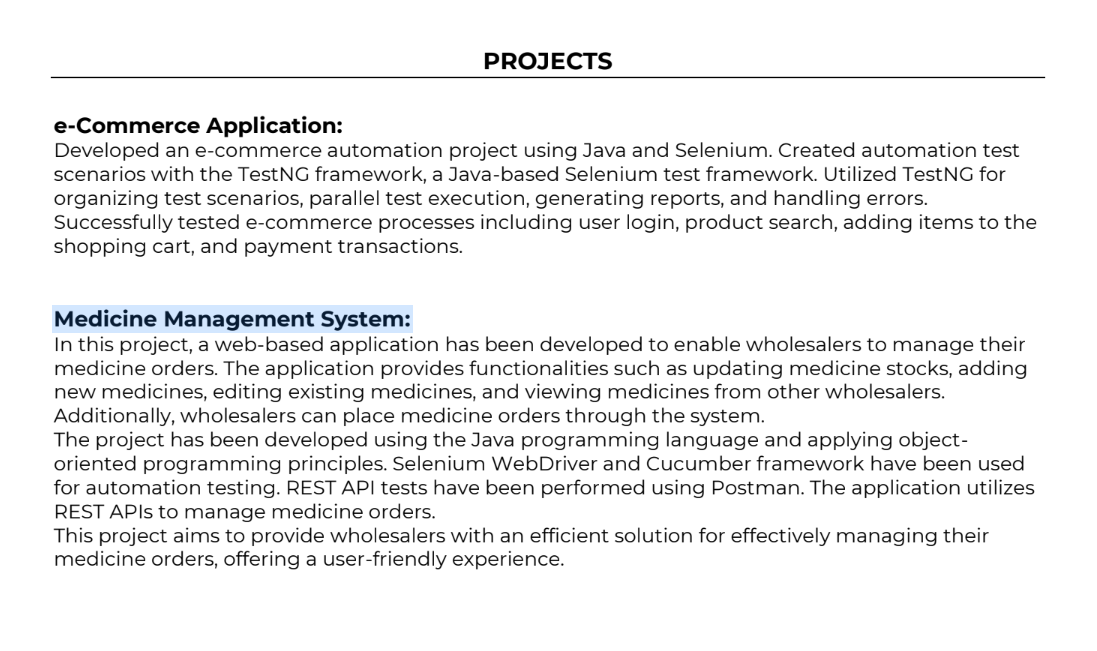 PROJECTS
e-Commerce Application:
Developed an e-commerce automation project using Java and Selenium. Created automation test
scenarios with the TestNG framework, a Java-based Selenium test framework. Utilized TestNG for
organizing test scenarios, parallel test execution, generating reports, and handling errors.
Successfully tested e-commerce processes including user login, product search, adding items to the
shopping cart, and payment transactions.
Medicine Management System:
In this project, a web-based application has been developed to enable wholesalers to manage their
medicine orders. The application provides functionalities such as updating medicine stocks, adding
new medicines, editing existing medicines, and viewing medicines from other wholesalers.
Additionally, wholesalers can place medicine orders through the system.
The project has been developed using the Java programming language and applying object-
oriented programming principles. Selenium WebDriver and Cucumber framework have been used
for automation testing. REST API tests have been performed using Postman. The application utilizes
REST APIs to manage medicine orders.
This project aims to provide wholesalers with an efficient solution for effectively managing their
medicine orders, offering a user-friendly experience.